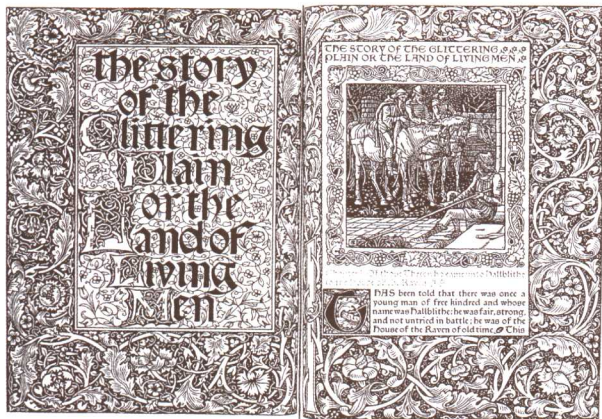 the story
of the
Glittering
Plain
or the
Land of
Living
Men
THE STORY OF THE GLITTERING
PLAIN OR THE LAND OF LIVING MEN
IT HAS been told that there was once a
young man of free kindred and whose
name was Hallblithe: he was fair, strong,
and not untried in battle; he was of the
House of the Raven of old time. This